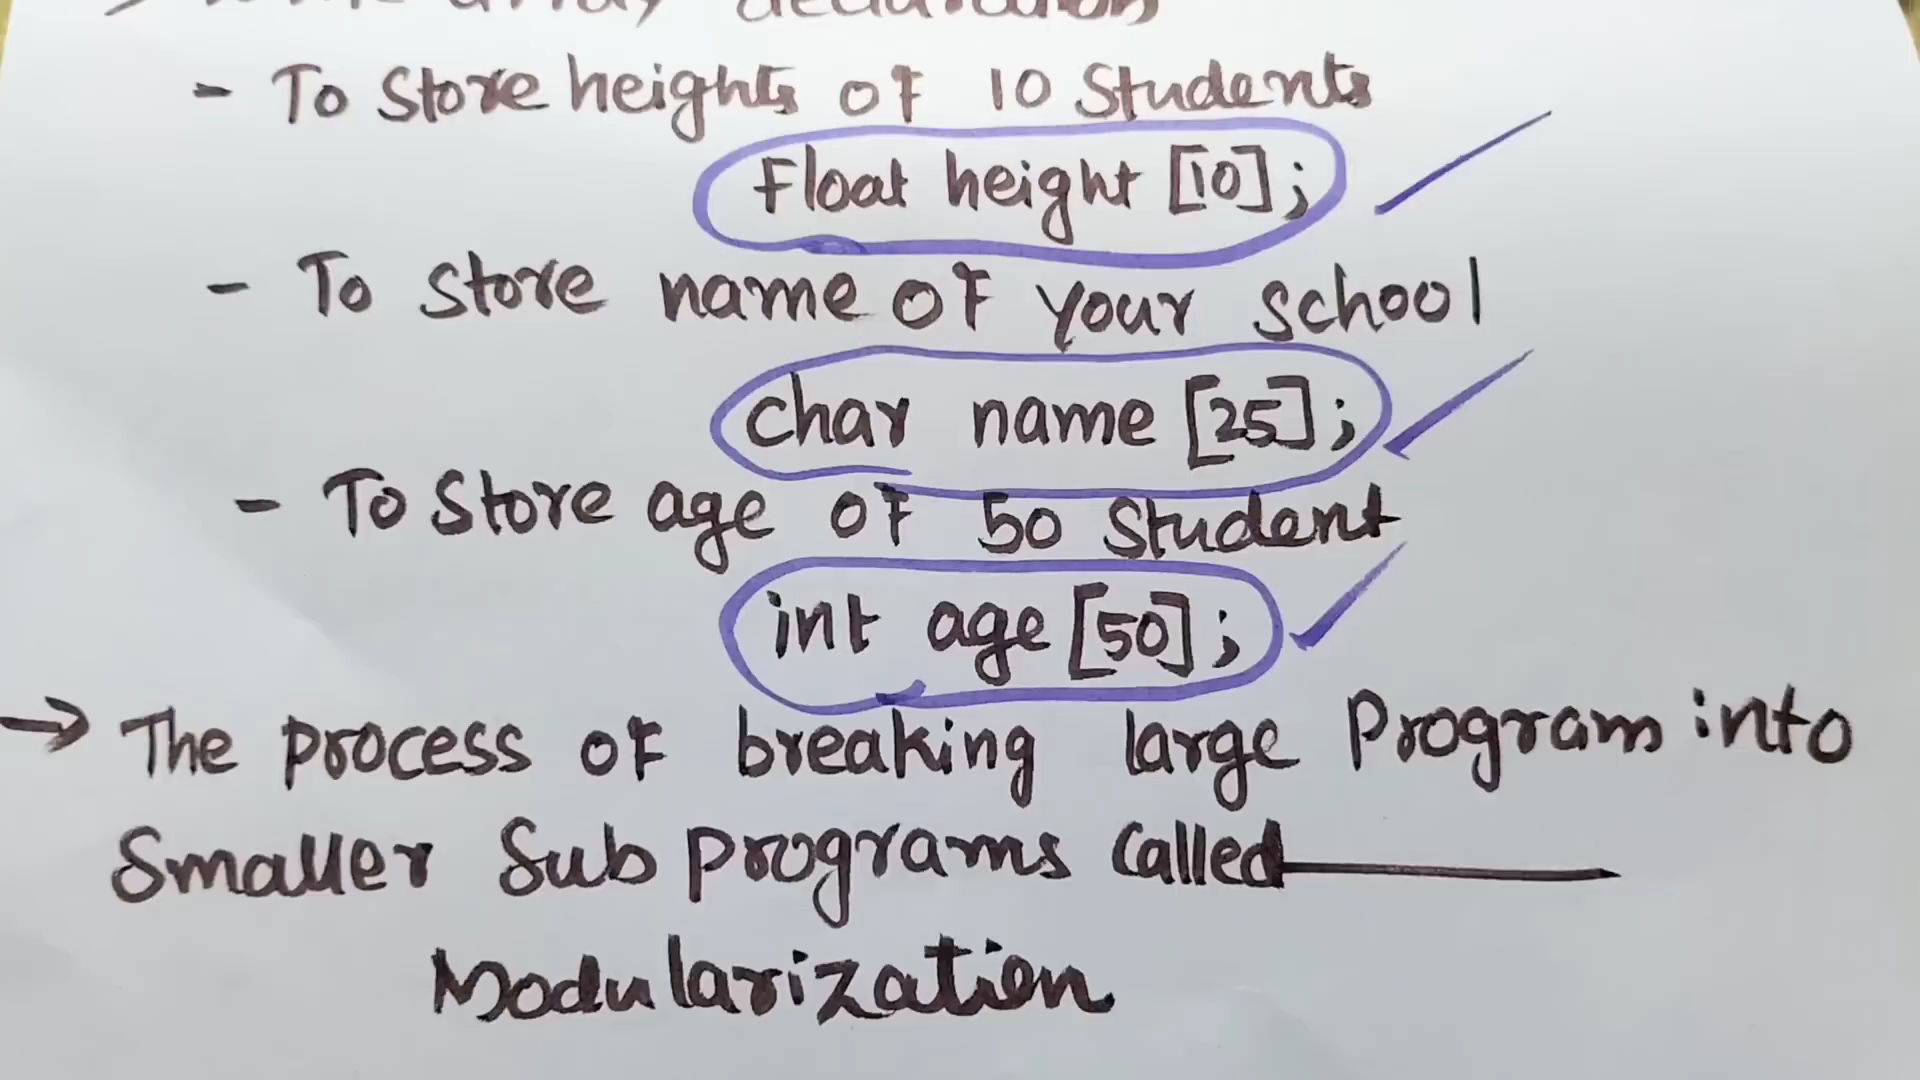 array declaration
- To Store heights of 10 Students
Float height [10];
- To store name of your school
char name [25];
- To Store age of 50 Student
int age [50];
→ The process of breaking large Program into
Smaller Sub programs Called
Modularization